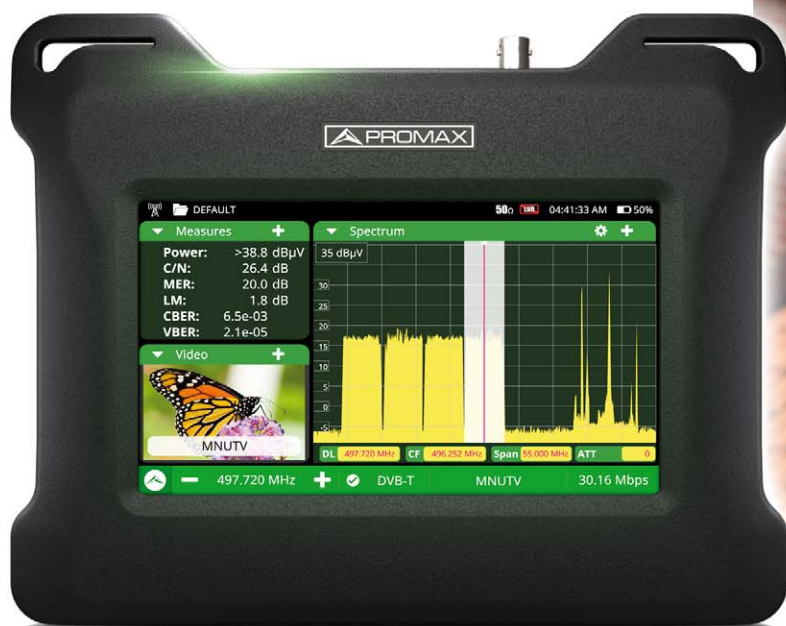 PROMAX
DEFAULT
50Ω
04:41:33 AM
50%
Measures
Power: >38.8 dBµV
C/N: 26.4 dB
MER: 20.0 dB
LM: 1.8 dB
CBER: 6.5e-03
VBER: 2.1e-05
Video
MNUTV
Spectrum
35 dBµV
30
25
20
15
10
5
0
-5
DL 497.720 MHz CF 496.252 MHz Span 55.000 MHz ATT 0
497.720 MHz DVB-T MNUTV 30.16 Mbps